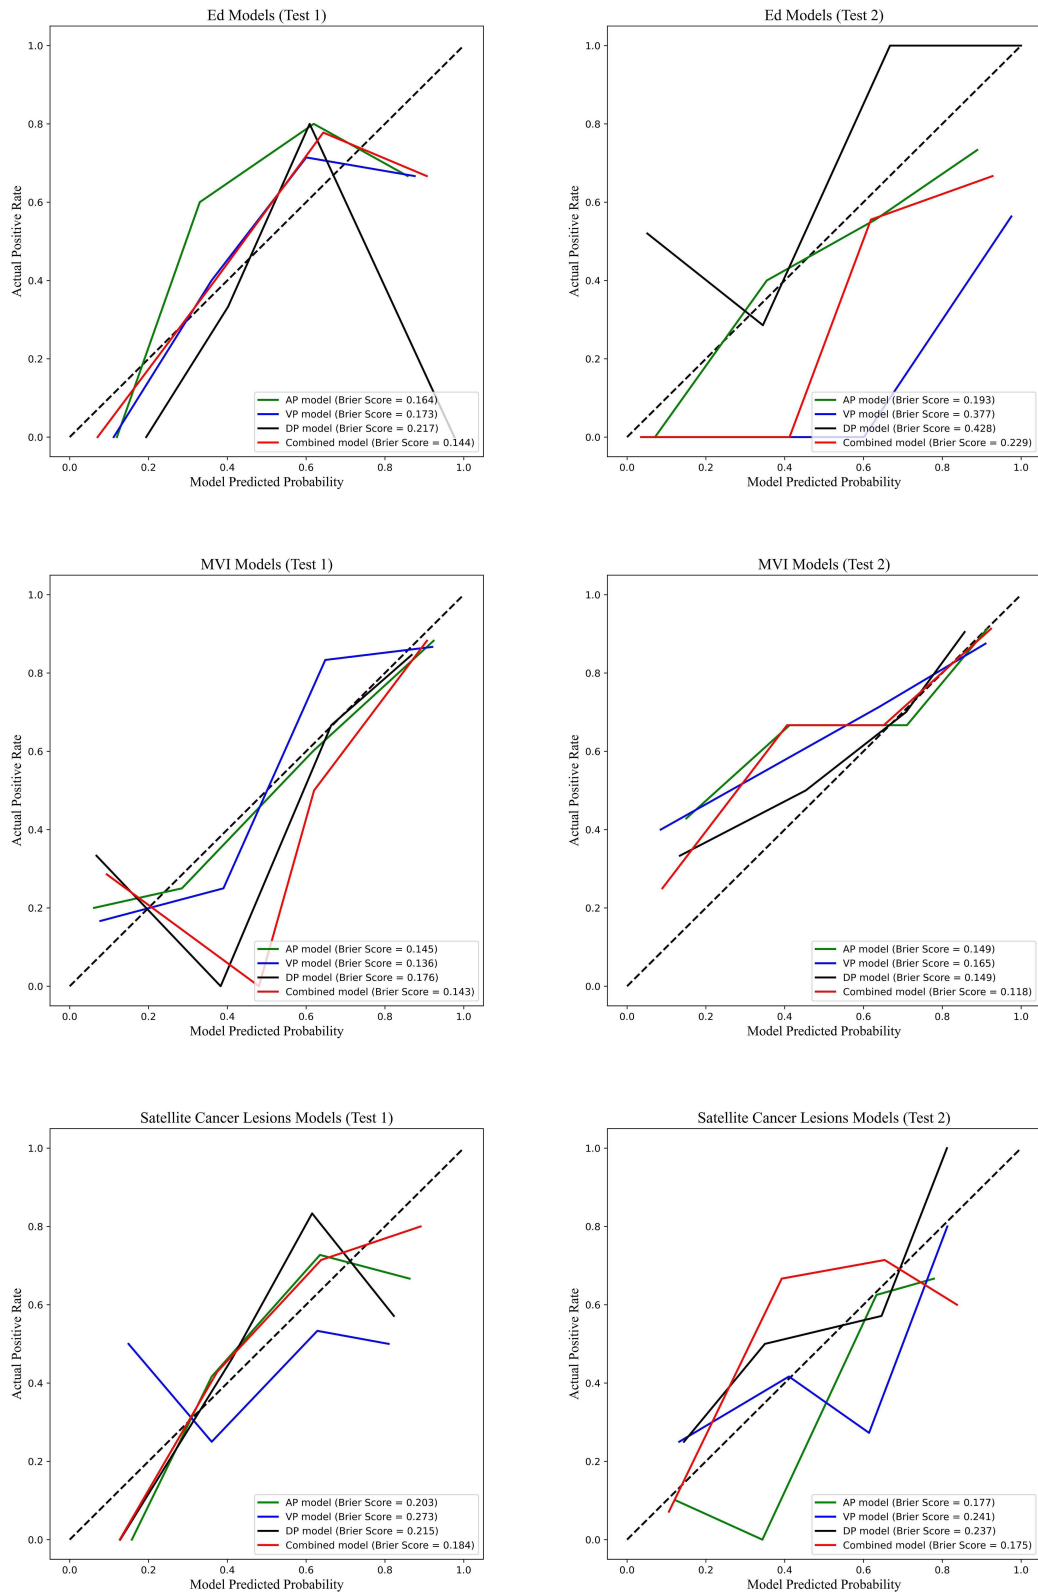 Ed Models (Test 1)
1.0
0.8
0.6
0.4
0.2
0.0
Actual Positive Rate
AP model (Brier Score = 0.164)
VP model (Brier Score = 0.173)
DP model (Brier Score = 0.217)
Combined model (Brier Score = 0.144)
0.0 0.2 0.4 0.6 0.8 1.0
Model Predicted Probability
Ed Models (Test 2)
1.0
0.8
0.6
0.4
0.2
0.0
Actual Positive Rate
AP model (Brier Score = 0.193)
VP model (Brier Score = 0.377)
DP model (Brier Score = 0.428)
Combined model (Brier Score = 0.229)
0.0 0.2 0.4 0.6 0.8 1.0
Model Predicted Probability
MVI Models (Test 1)
1.0
0.8
0.6
0.4
0.2
0.0
Actual Positive Rate
AP model (Brier Score = 0.145)
VP model (Brier Score = 0.136)
DP model (Brier Score = 0.176)
Combined model (Brier Score = 0.143)
0.0 0.2 0.4 0.6 0.8 1.0
Model Predicted Probability
MVI Models (Test 2)
1.0
0.8
0.6
0.4
0.2
0.0
Actual Positive Rate
AP model (Brier Score = 0.149)
VP model (Brier Score = 0.165)
DP model (Brier Score = 0.149)
Combined model (Brier Score = 0.118)
0.0 0.2 0.4 0.6 0.8 1.0
Model Predicted Probability
Satellite Cancer Lesions Models (Test 1)
1.0
0.8
0.6
0.4
0.2
0.0
Actual Positive Rate
AP model (Brier Score = 0.203)
VP model (Brier Score = 0.273)
DP model (Brier Score = 0.215)
Combined model (Brier Score = 0.184)
0.0 0.2 0.4 0.6 0.8 1.0
Model Predicted Probability
Satellite Cancer Lesions Models (Test 2)
1.0
0.8
0.6
0.4
0.2
0.0
Actual Positive Rate
AP model (Brier Score = 0.177)
VP model (Brier Score = 0.241)
DP model (Brier Score = 0.237)
Combined model (Brier Score = 0.175)
0.0 0.2 0.4 0.6 0.8 1.0
Model Predicted Probability